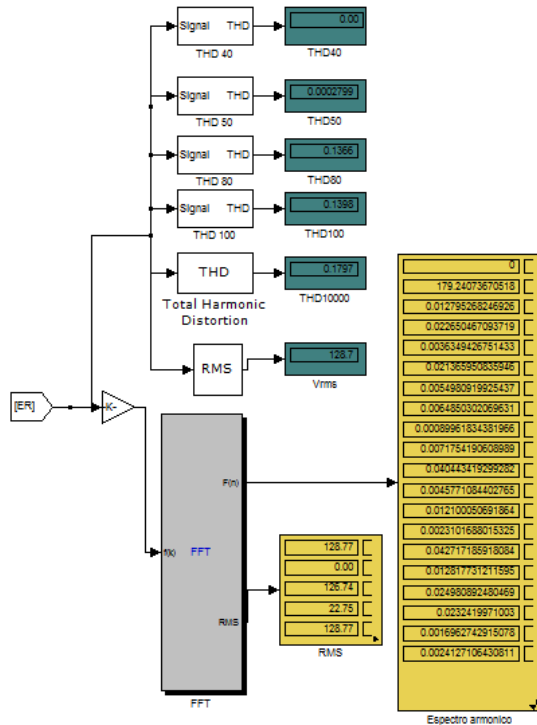 Signal THD
THD 40
0.00
THD40
Signal THD
THD 50
0.0002799
THD50
Signal THD
THD 80
0.1366
THD80
Signal THD
THD 100
0.1398
THD100
THD
Total Harmonic
Distortion
0.1797
THD10000
RMS
128.7
Vrms
[ER]
K-
f(k)
FFT
F(n)
RMS
FFT
128.77
0.00
126.74
22.75
128.77
RMS
0
179.24073670518
0.012795268246926
0.022650467093719
0.0036349426751433
0.021365950835946
0.0054980919925437
0.0064850302069631
0.00089961834381966
0.0071754190608989
0.040443419299282
0.0045771084402765
0.012100050691864
0.0023101688015325
0.042717185918084
0.012817731211595
0.024980892480469
0.0232419971003
0.0016962742915078
0.0024127106430811
Espectro armonico